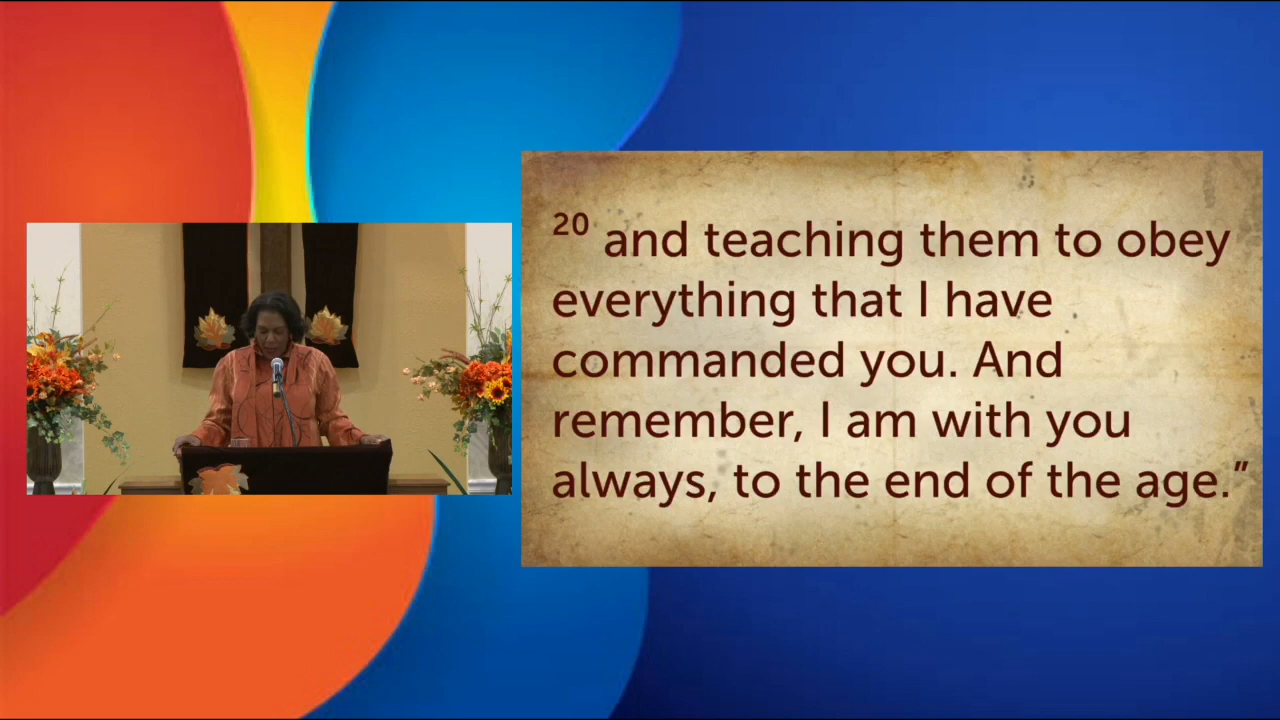 20 and teaching them to obey
everything that I have
commanded you. And
remember, I am with you
always, to the end of the age.”